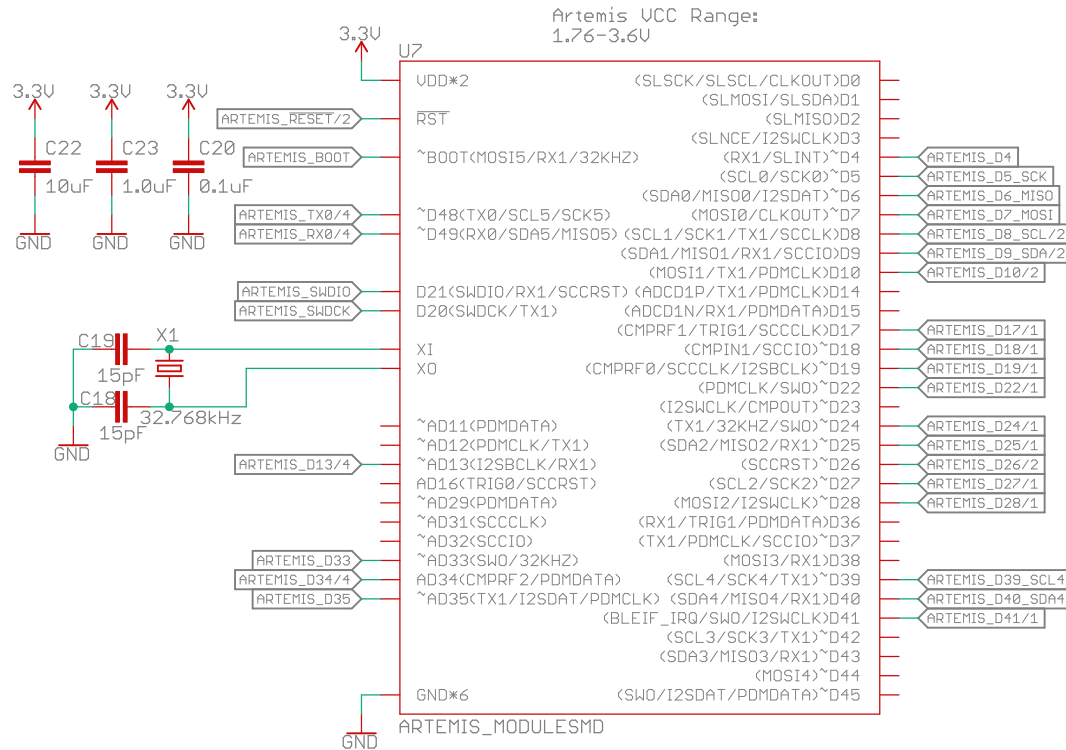 Artemis VCC Range:
1.76-3.6V
3.3V
U7
VDD*2
ARTEMIS_RESET/2
RST
ARTEMIS_BOOT
~BOOT(MOSI5/RX1/32KHZ)
ARTEMIS_TX0/4
~D48(TX0/SCL5/SCK5)
ARTEMIS_RX0/4
~D49(RX0/SDA5/MISO5)
ARTEMIS_SWDIO
D21(SWDIO/RX1/SCCRST)
ARTEMIS_SWDCK
D20(SWDCK/TX1)
XI
XO
~AD11(PDMDATA)
~AD12(PDMCLK/TX1)
ARTEMIS_D13/4
~AD13(I2SBCLK/RX1)
AD16(TRIG0/SCCRST)
~AD29(PDMDATA)
~AD31(SCCCLK)
~AD32(SCCIO)
ARTEMIS_D33
~AD33(SWO/32KHZ)
ARTEMIS_D34/4
AD34(CMPRF2/PDMDATA)
ARTEMIS_D35
~AD35(TX1/I2SDAT/PDMCLK)
GND*6
GND
ARTEMIS_MODULESMD
(SLSCK/SLSCL/CLKOUT)D0
(SLMOSI/SLSDA)D1
(SLMISO)D2
(SLNCE/I2SWCLK)D3
(RX1/SLINT)~D4
ARTEMIS_D4
(SCL0/SCK0)~D5
ARTEMIS_D5_SCK
(SDA0/MISO0/I2SDAT)~D6
ARTEMIS_D6_MISO
(MOSI0/CLKOUT)~D7
ARTEMIS_D7_MOSI
(SCL1/SCK1/TX1/SCCLK)D8
ARTEMIS_D8_SCL/2
(SDA1/MISO1/RX1/SCCIO)D9
ARTEMIS_D9_SDA/2
(MOSI1/TX1/PDMCLK)D10
ARTEMIS_D10/2
(ADCD1P/TX1/PDMCLK)D14
(ADCD1N/RX1/PDMDATA)D15
(CMPRF1/TRIG1/SCCCLK)D17
ARTEMIS_D17/1
(CMPIN1/SCCIO)~D18
ARTEMIS_D18/1
(CMPRF0/SCCCLK/I2SBCLK)~D19
ARTEMIS_D19/1
(PDMCLK/SWO)~D22
ARTEMIS_D22/1
(I2SWCLK/CMPOUT)~D23
(TX1/32KHZ/SWO)~D24
ARTEMIS_D24/1
(SDA2/MISO2/RX1)~D25
ARTEMIS_D25/1
(SCCRST)~D26
ARTEMIS_D26/2
(SCL2/SCK2)~D27
ARTEMIS_D27/1
(MOSI2/I2SWCLK)~D28
ARTEMIS_D28/1
(RX1/TRIG1/PDMDATA)D36
(TX1/PDMCLK/SCCIO)~D37
(MOSI3/RX1)D38
(SCL4/SCK4/TX1)~D39
ARTEMIS_D39_SCL4
(SDA4/MISO4/RX1)D40
ARTEMIS_D40_SDA4
(BLEIF_IRQ/SWO/I2SWCLK)D41
ARTEMIS_D41/1
(SCL3/SCK3/TX1)~D42
(SDA3/MISO3/RX1)~D43
(MOSI4)~D44
(SWO/I2SDAT/PDMDATA)~D45
3.3V
C22
10uF
GND
3.3V
C23
1.0uF
GND
3.3V
C20
0.1uF
GND
C19
15pF
X1
32.768kHz
C18
15pF
GND